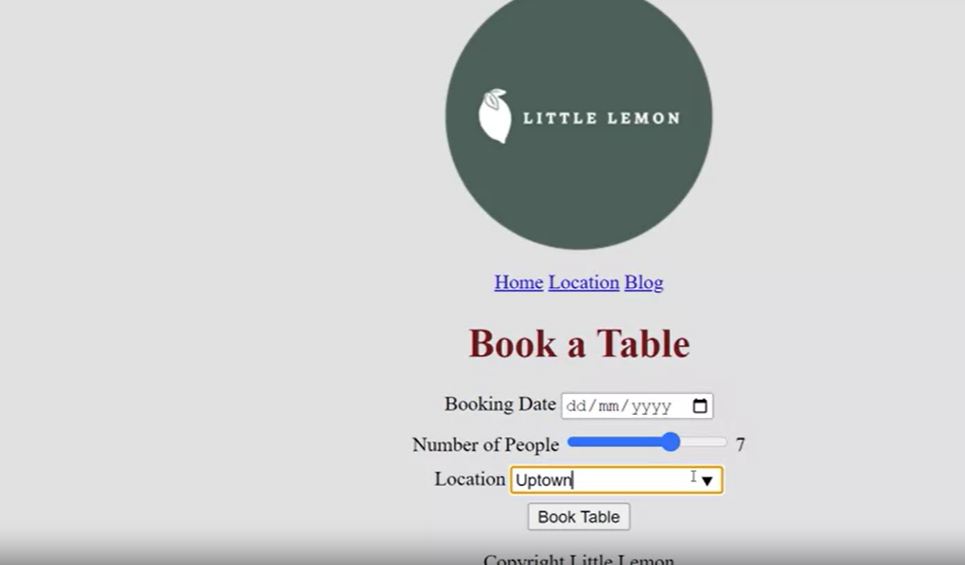 LITTLE LEMON
Home Location Blog
Book a Table
Booking Date dd/mm/yyyy
Number of People 7
Location Uptown
Book Table
Copyright Little Lemon